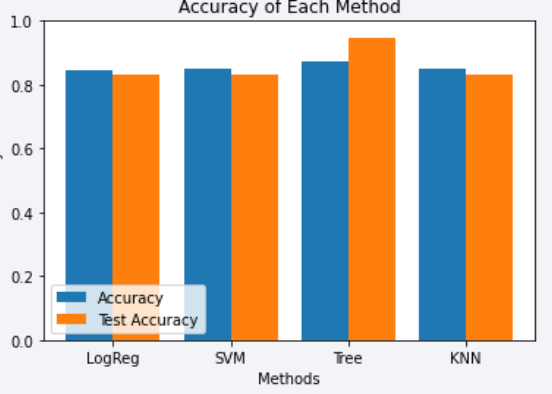 Accuracy of Each Method
1.0
0.8
0.6
0.4
0.2
0.0
Accuracy
Test Accuracy
LogReg SVM Tree KNN
Methods